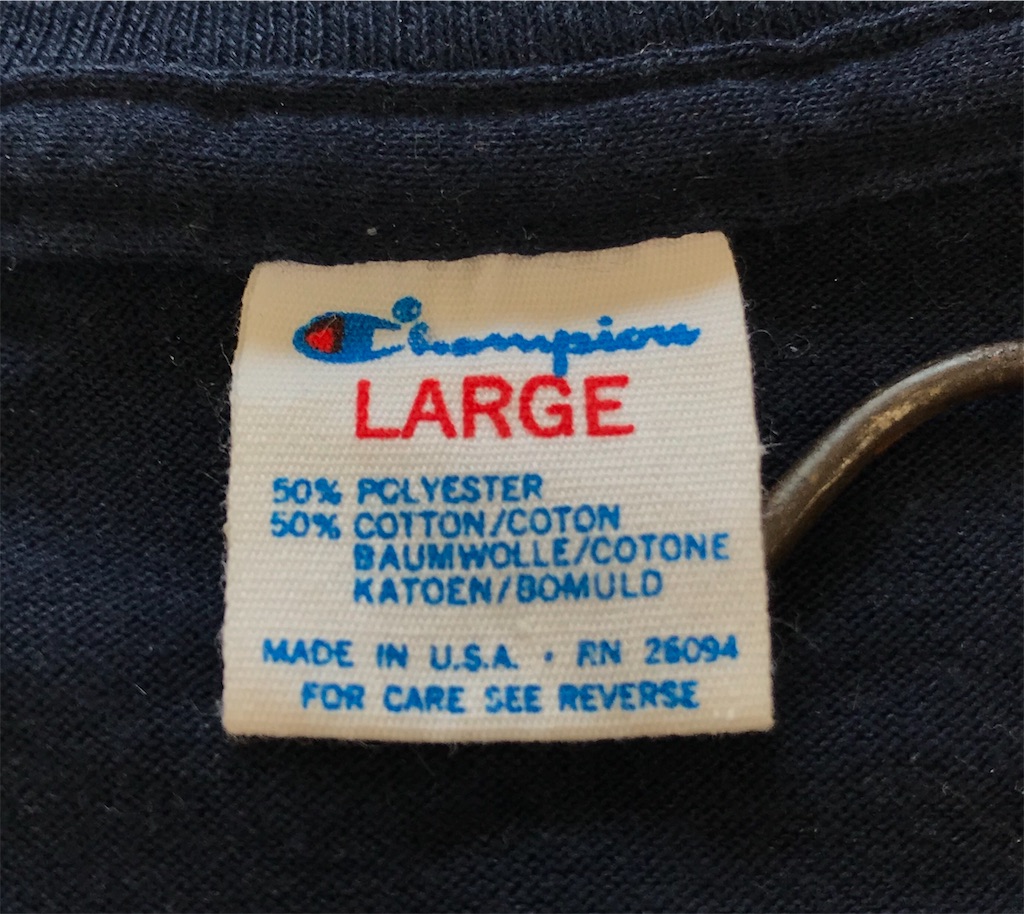 Champion
LARGE
50% POLYESTER
50% COTTON/COTON
BAUMWOLLE/COTONE
KATOEN/BOMULD
MADE IN U.S.A. · RN 26094
FOR CARE SEE REVERSE